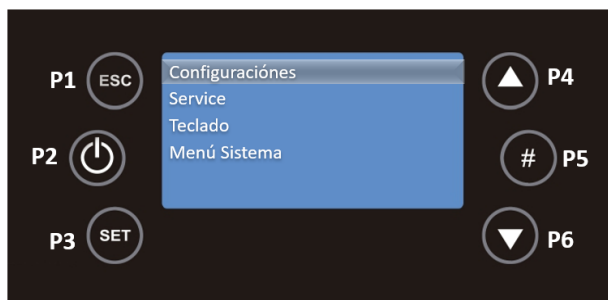 P1 ESC
Configuraciónes
P4
Service
Teclado
P2
# P5
Menú Sistema
P3 SET
P6